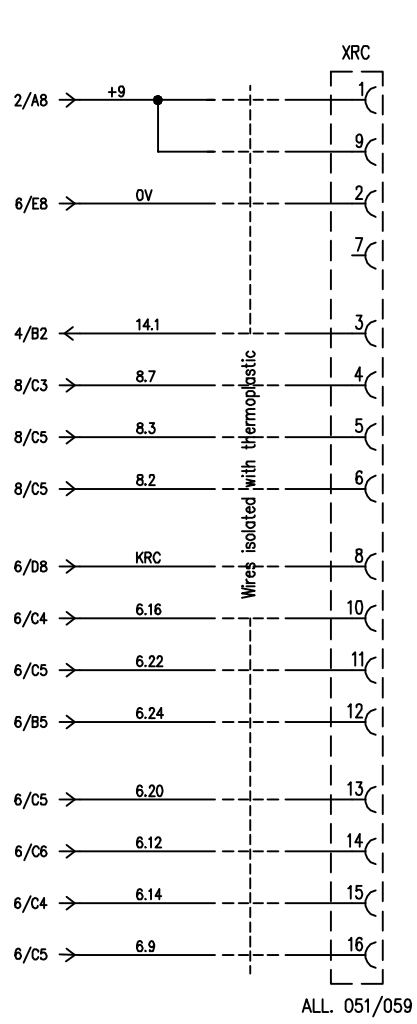 XRC
2/A8 +9 1
9
6/E8 0V 2
7
4/B2 14.1 3
8/C3 8.7 4
8/C5 8.3 5
8/C5 8.2 6
Wires isolated with thermoplastic
6/D8 KRC 8
6/C4 6.16 10
6/C5 6.22 11
6/B5 6.24 12
6/C5 6.20 13
6/C6 6.12 14
6/C4 6.14 15
6/C5 6.9 16
ALL. 051/059